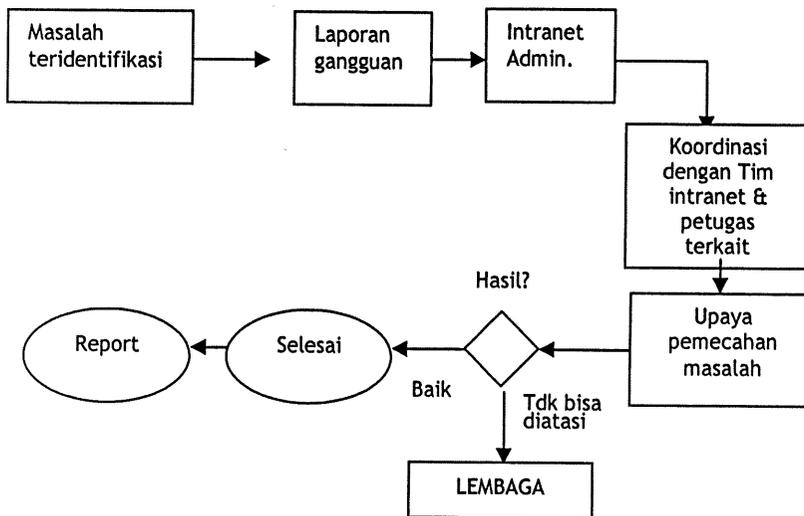 Masalah
teridentifikasi
Laporan
gangguan
Intranet
Admin.
Koordinasi
dengan Tim
intranet &
petugas
terkait
Upaya
pemecahan
masalah
Hasil?
Baik
Selesai
Report
Tdk bisa
diatasi
LEMBAGA